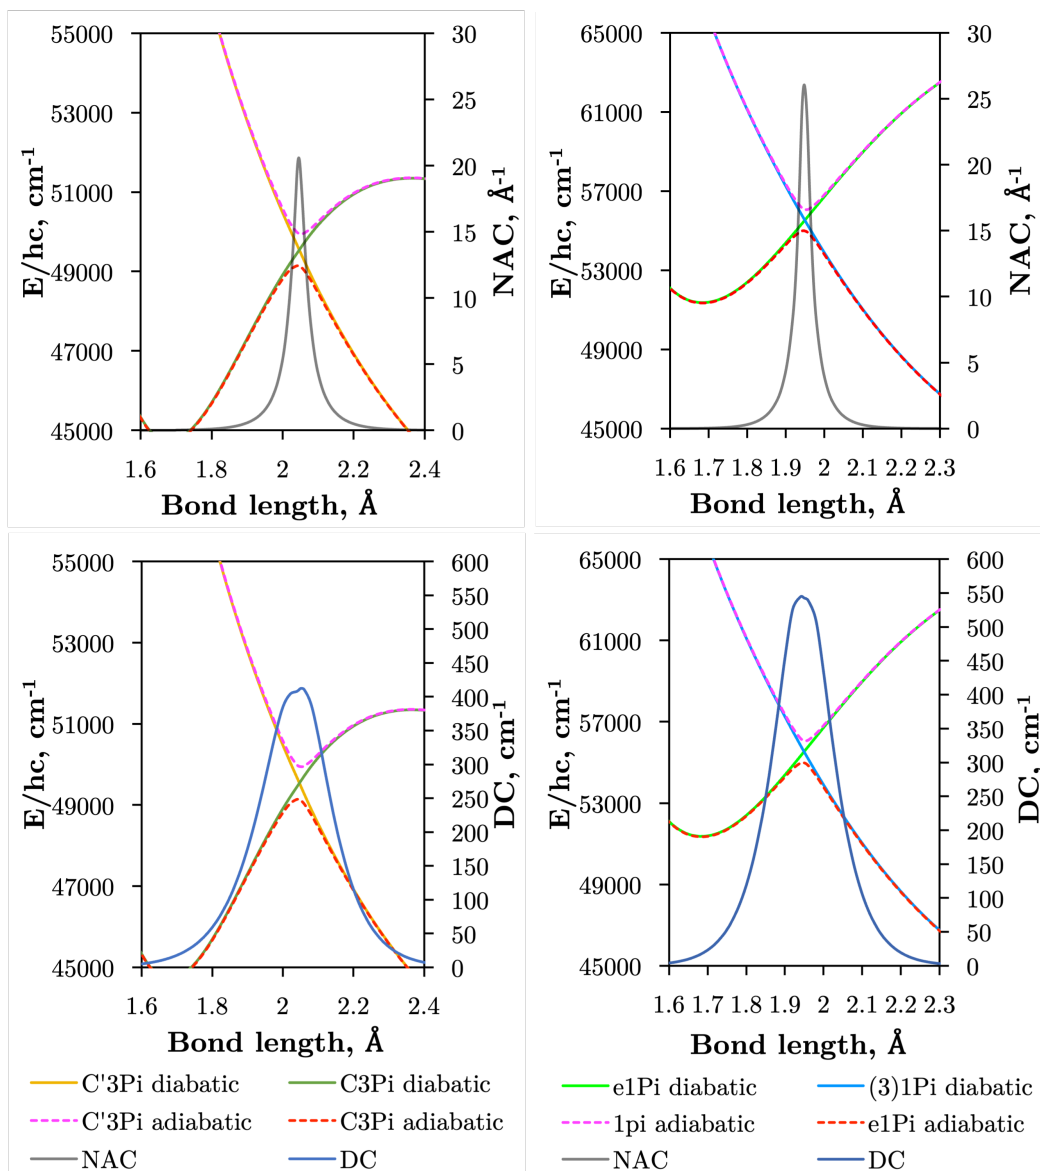 55000
53000
51000
49000
47000
45000
E/hc, cm-1
30
25
20
15
10
5
0
NAC, Å-1
1.6 1.8 2 2.2 2.4
Bond length, Å
65000
61000
57000
53000
49000
45000
E/hc, cm-1
30
25
20
15
10
5
0
NAC, Å-1
1.6 1.7 1.8 1.9 2 2.1 2.2 2.3
Bond length, Å
55000
53000
51000
49000
47000
45000
E/hc, cm-1
600
550
500
450
400
350
300
250
200
150
100
50
0
DC, cm-1
1.6 1.8 2 2.2 2.4
Bond length, Å
C'3Pi diabatic C3Pi diabatic
C'3Pi adiabatic C3Pi adiabatic
NAC DC
65000
61000
57000
53000
49000
45000
E/hc, cm-1
600
550
500
450
400
350
300
250
200
150
100
50
0
DC, cm-1
1.6 1.7 1.8 1.9 2 2.1 2.2 2.3
Bond length, Å
e1Pi diabatic (3)1Pi diabatic
1pi adiabatic e1Pi adiabatic
NAC DC